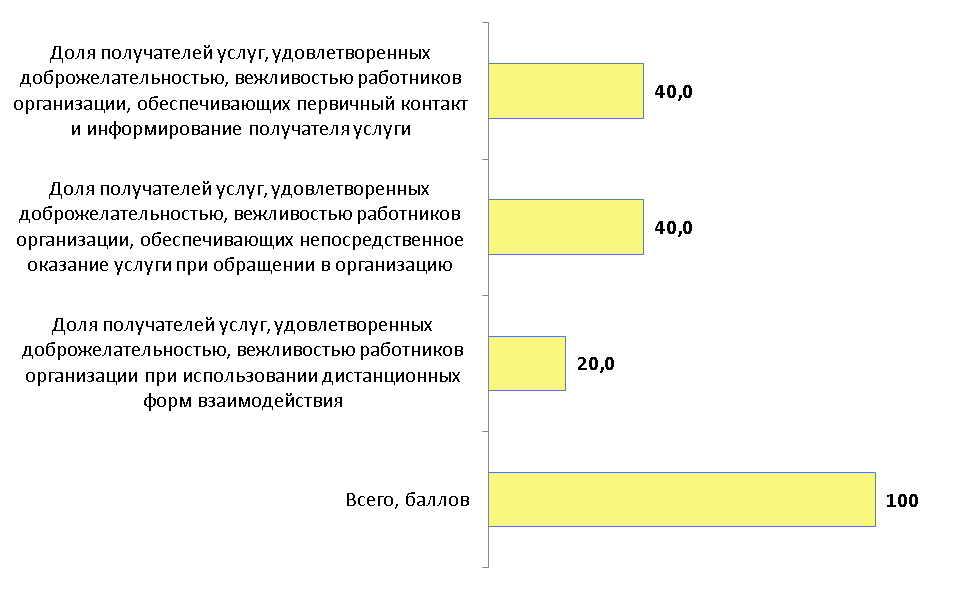 Доля получателей услуг, удовлетворенных
доброжелательностью, вежливостью работников
организации, обеспечивающих первичный контакт
и информирование получателя услуги
40,0
Доля получателей услуг, удовлетворенных
доброжелательностью, вежливостью работников
организации, обеспечивающих непосредственное
оказание услуги при обращении в организацию
40,0
Доля получателей услуг, удовлетворенных
доброжелательностью, вежливостью работников
организации при использовании дистанционных
форм взаимодействия
20,0
Всего, баллов
100